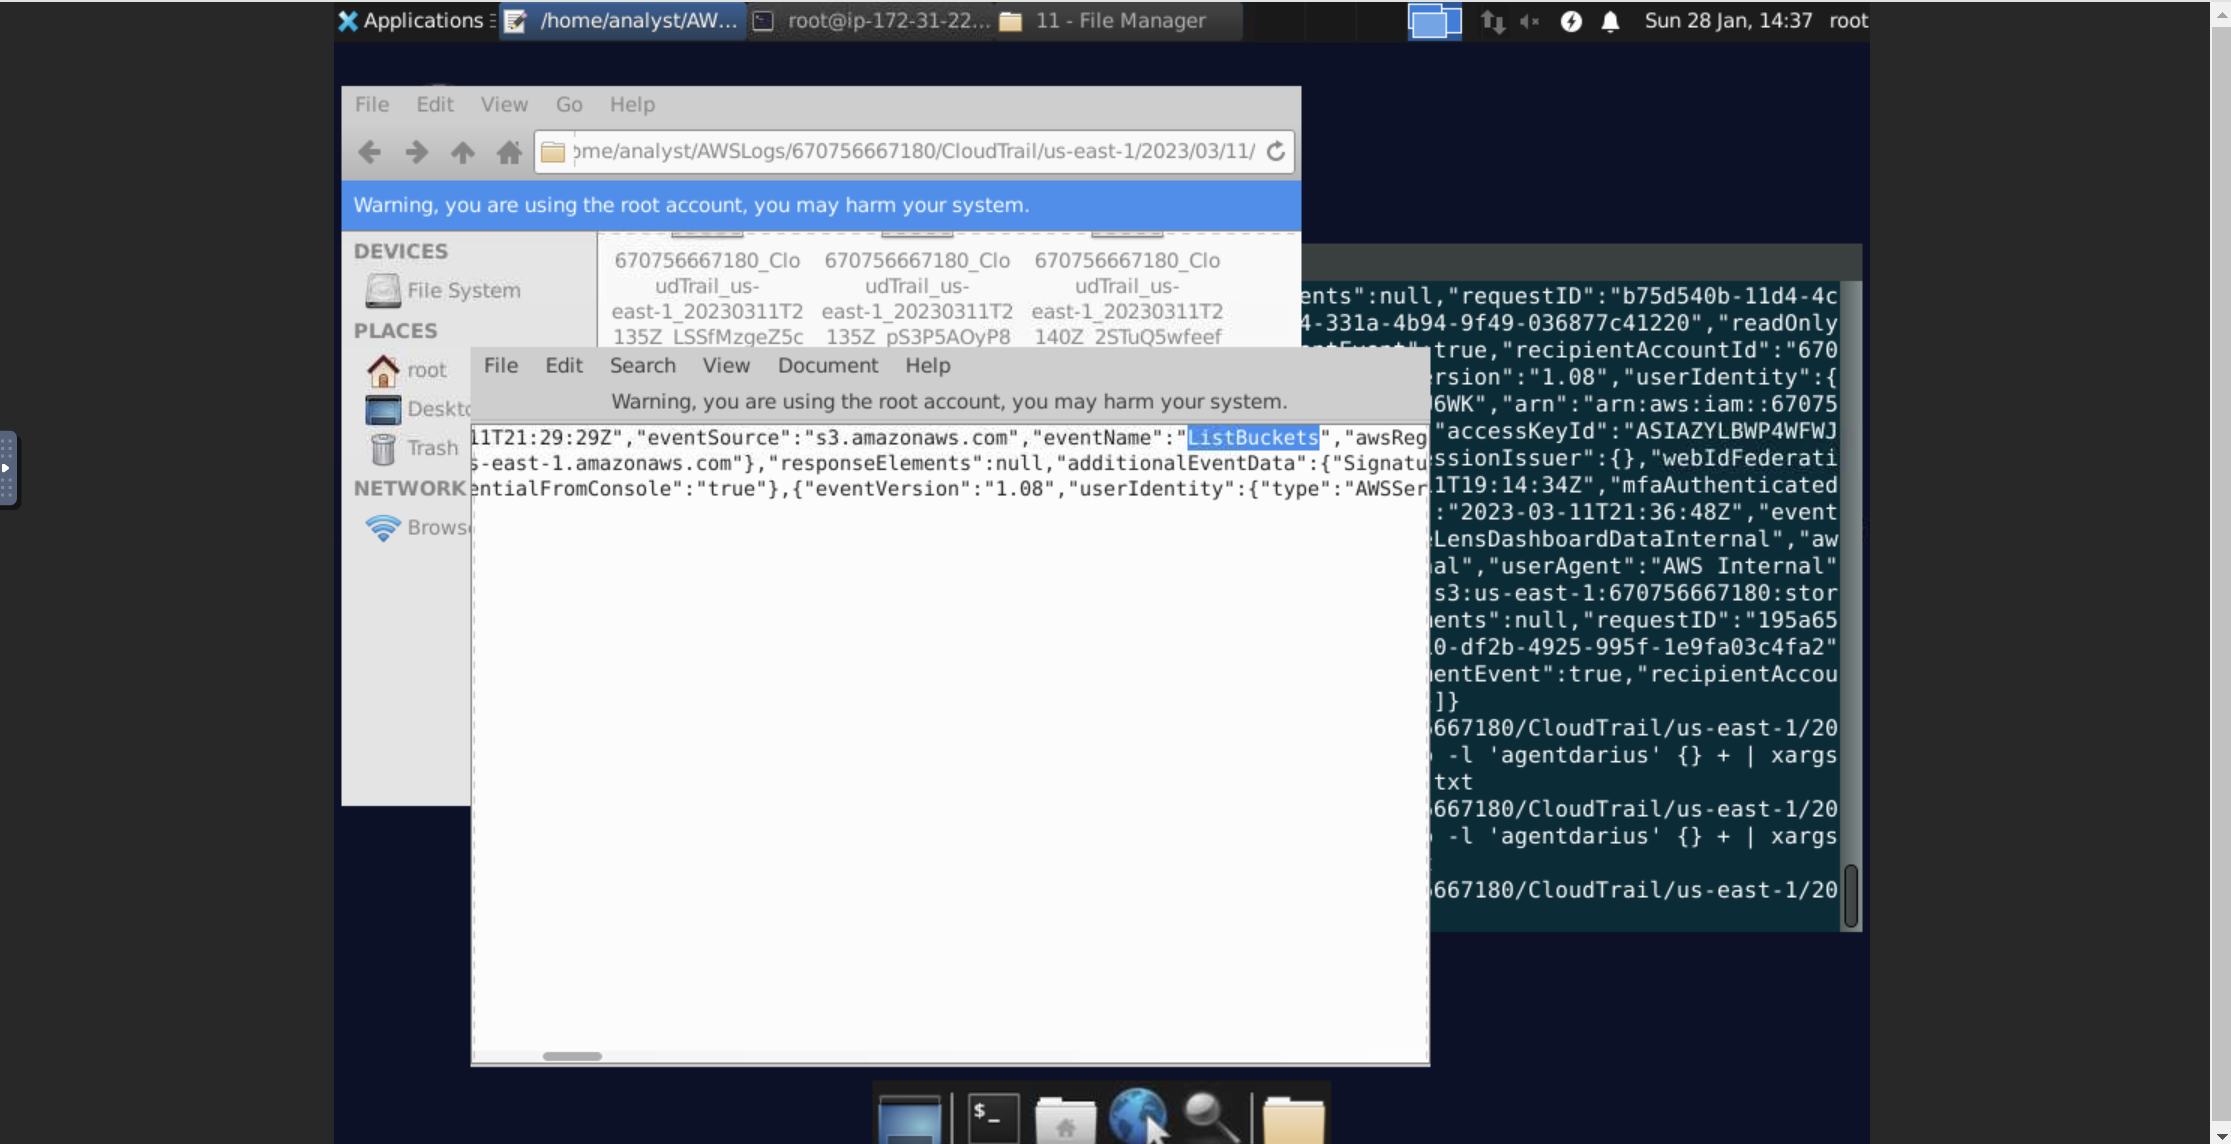 Applications
/home/analyst/AW...
root@ip-172-31-22...
11 - File Manager
Sun 28 Jan, 14:37
root
File Edit View Go Help
ome/analyst/AWSLogs/670756667180/CloudTrail/us-east-1/2023/03/11/
Warning, you are using the root account, you may harm your system.
DEVICES
File System
PLACES
root
Deskto
Trash
NETWORK
Brows
670756667180_Clo
udTrail_us-
east-1_20230311T2
135Z_LSSfMzgeZ5c
670756667180_Clo
udTrail_us-
east-1_20230311T2
135Z_pS3P5AOyP8
670756667180_Clo
udTrail_us-
east-1_20230311T2
140Z_2STuQ5wfeef
File Edit Search View Document Help
Warning, you are using the root account, you may harm your system.
11T21:29:29Z","eventSource":"s3.amazonaws.com","eventName":"ListBuckets","awsReg
s-east-1.amazonaws.com"},"responseElements":null,"additionalEventData":{"Signatu
entialFromConsole":"true"},{"eventVersion":"1.08","userIdentity":{"type":"AWSSer
ents":null,"requestID":"b75d540b-11d4-4c
4-331a-4b94-9f49-036877c41220","readOnly
true,"recipientAccountId":"670
rsion":"1.08","userIdentity":{
6WK","arn":"arn:aws:iam::67075
"accessKeyId":"ASIAZYLBWP4WFWJ
ssionIssuer":{},"webIdFederati
1T19:14:34Z","mfaAuthenticated
:"2023-03-11T21:36:48Z","event
eLensDashboardDataInternal","aw
al","userAgent":"AWS Internal"
s3:us-east-1:670756667180:stor
ents":null,"requestID":"195a65
0-df2b-4925-995f-1e9fa03c4fa2"
entEvent":true,"recipientAccou
]}
667180/CloudTrail/us-east-1/20
-l 'agentdarius' {} + | xargs
txt
667180/CloudTrail/us-east-1/20
-l 'agentdarius' {} + | xargs
667180/CloudTrail/us-east-1/20
$_